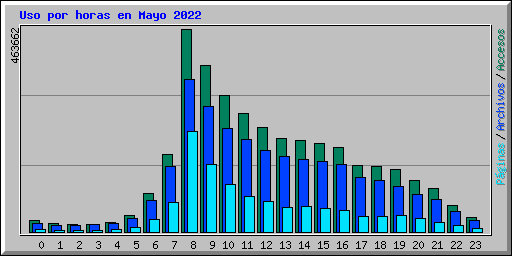 Uso por horas en Mayo 2022
463662
Páginas / Archivos / Accesos
0 1 2 3 4 5 6 7 8 9 10 11 12 13 14 15 16 17 18 19 20 21 22 23